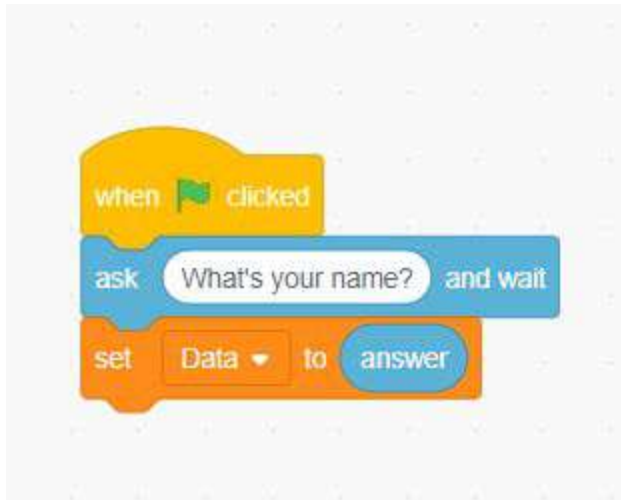 when clicked
ask What's your name? and wait
set Data to answer